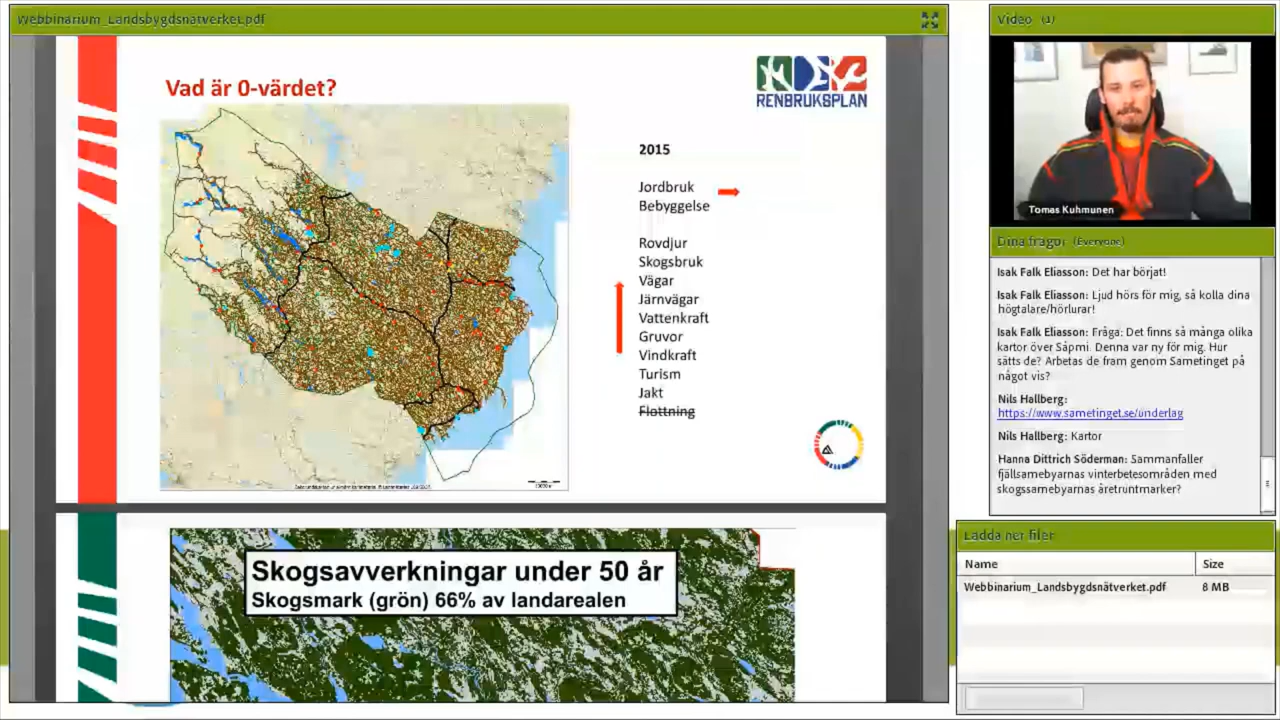 Webbinarium_Landsbygdsnätverket.pdf
Vad är 0-värdet?
RENBRUKSPLAN
2015
Jordbruk
Bebyggelse
Rovdjur
Skogsbruk
Vägar
Järnvägar
Vattenkraft
Gruvor
Vindkraft
Turism
Jakt
Flottning
Skogsavverkningar under 50 år
Skogsmark (grön) 66% av landarealen
Video (1)
Tomas Kuhmunen
Dina frågor (Everyone)
Isak Falk Eliasson: Det har börjat!
Isak Falk Eliasson: Ljud hörs för mig, så kolla dina
högtalare/hörlurar!
Isak Falk Eliasson: Fråga: Det finns så många olika
kartor över Sápmi. Denna var ny för mig. Hur
sätts de? Arbetas de fram genom Sametinget på
något vis?
Nils Hallberg:
https://www.sametinget.se/underlag
Nils Hallberg: Kartor
Hanna Dittrich Söderman: Sammanfaller
fjällsamebyarnas vinterbetesområden med
skogssamebyarnas åretruntmarker?
Ladda ner filer
Name Size
Webbinarium_Landsbygdsnätverket.pdf 8 MB